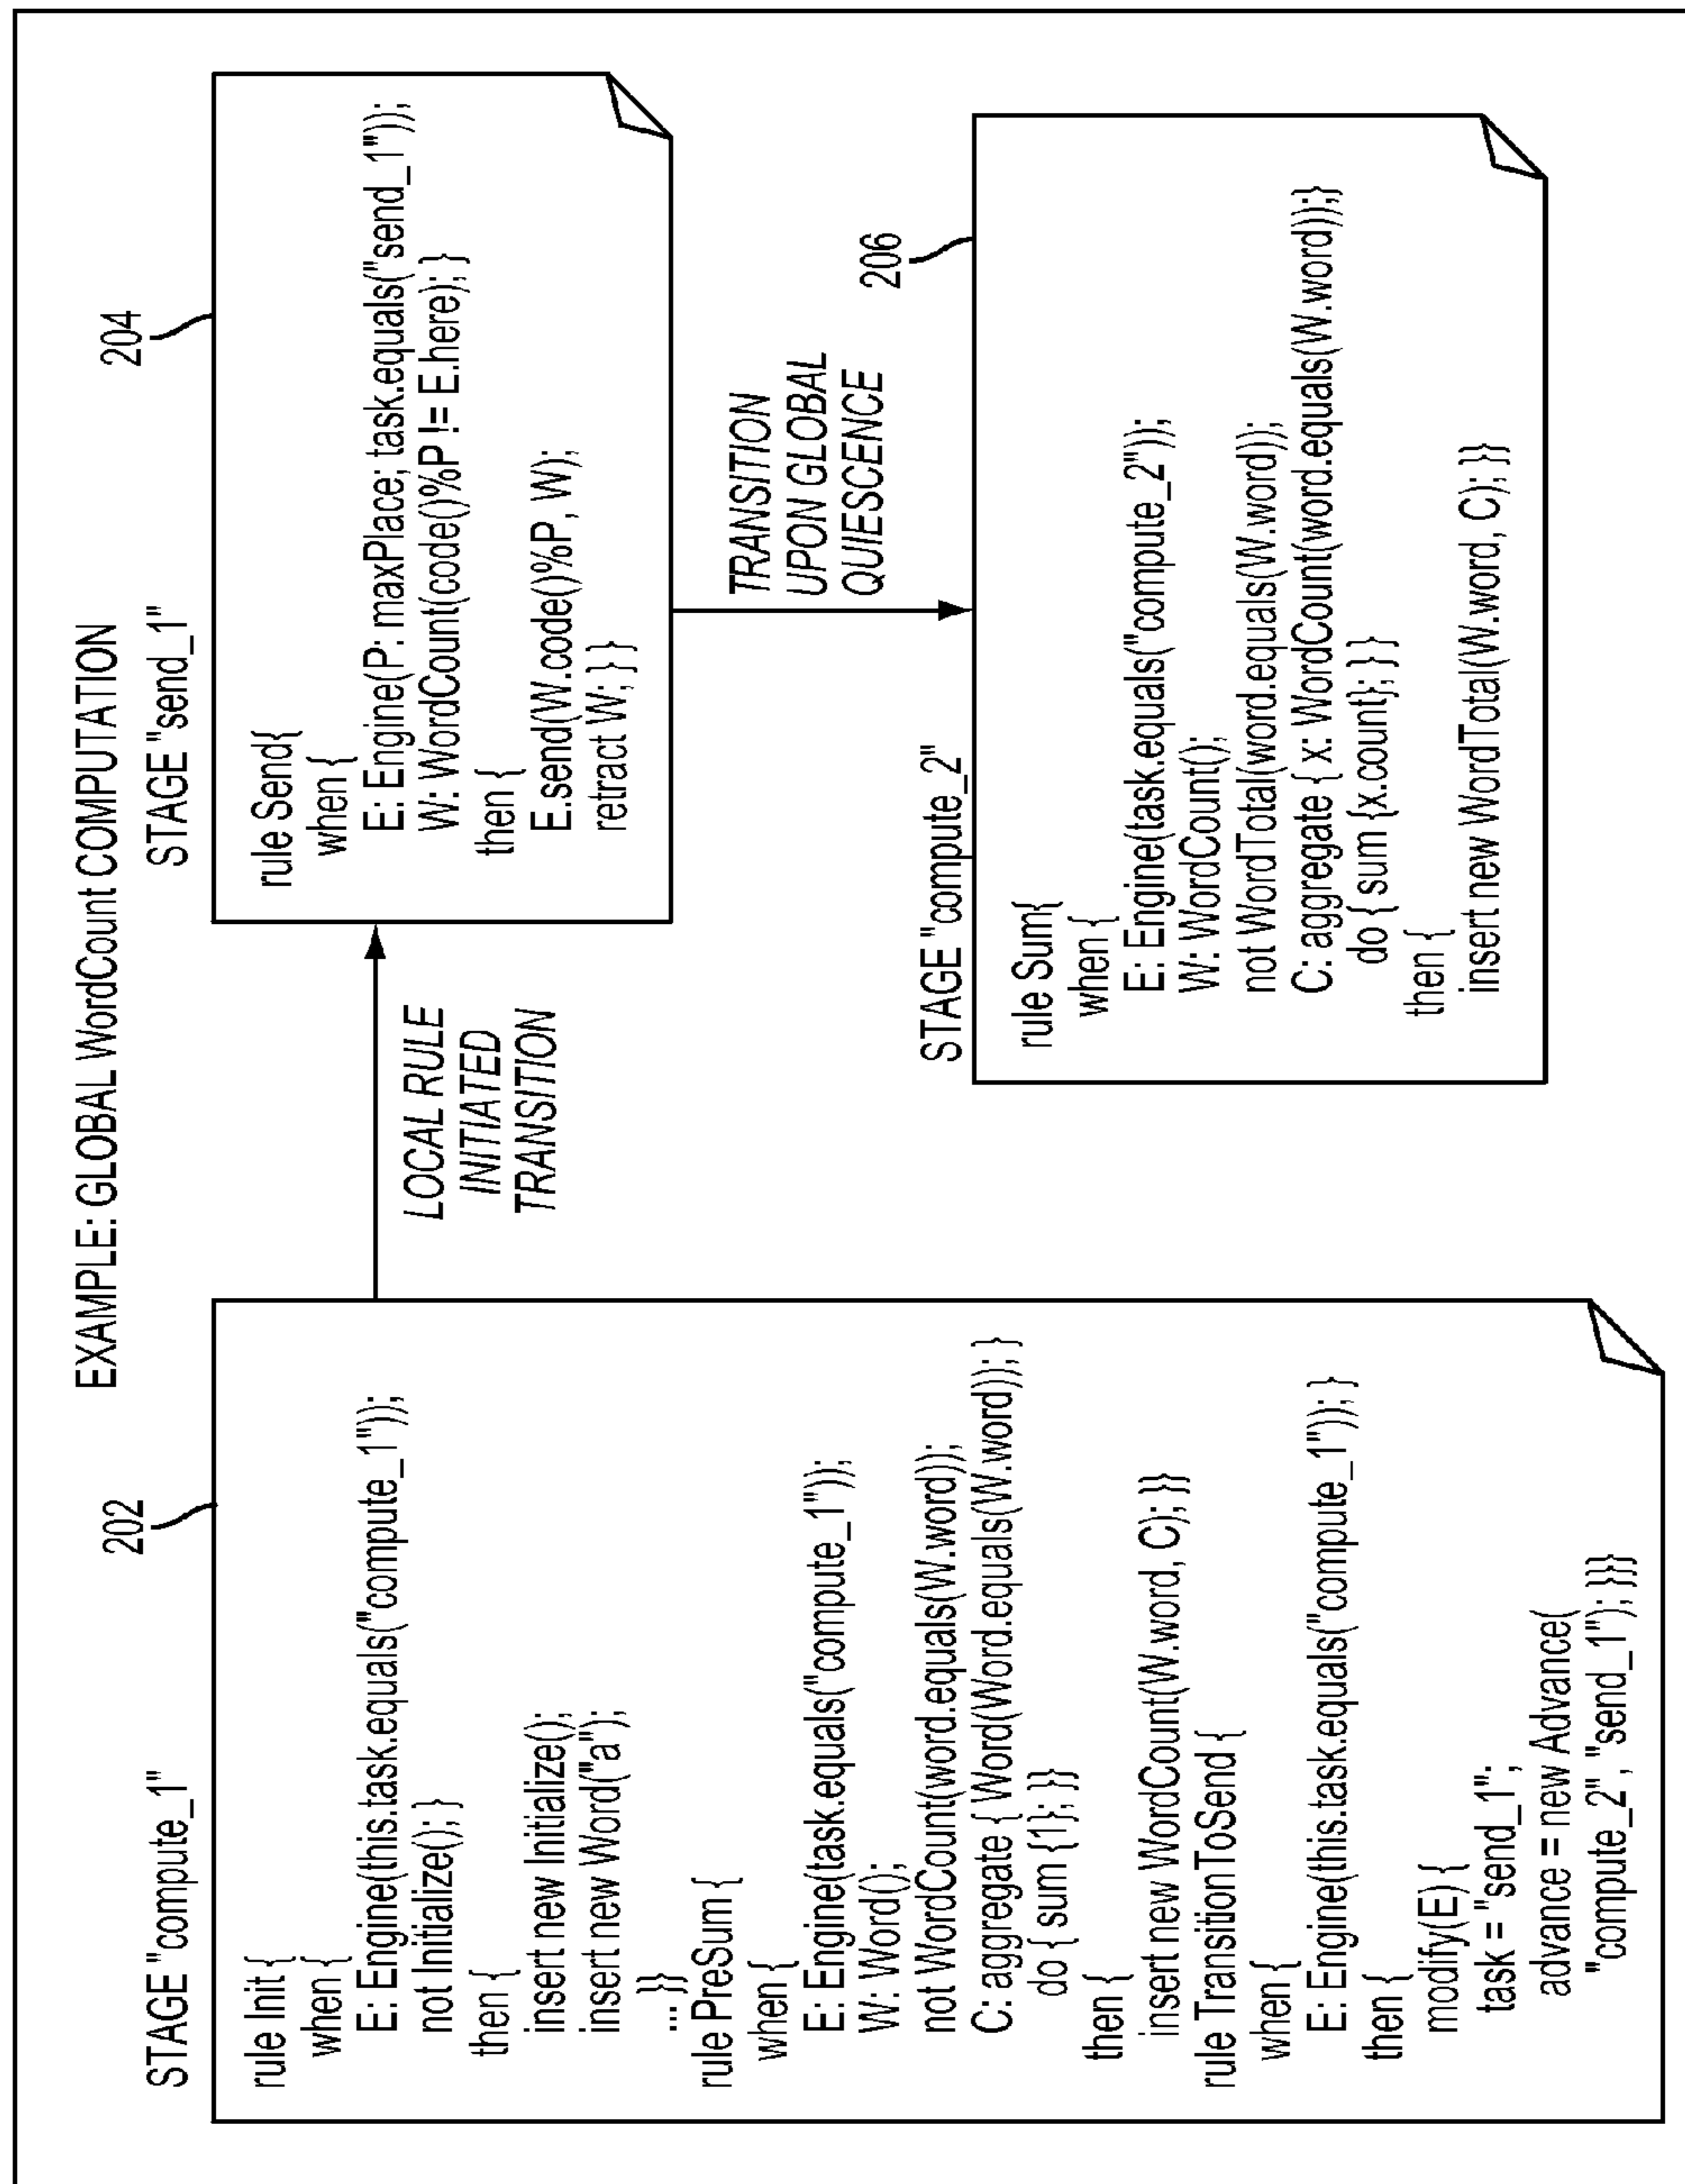 EXAMPLE: GLOBAL WordCount COMPUTATION
STAGE "compute_1"
202
rule Init {
when {
E: Engine(this.task.equals("compute_1"));
not Initialize(); }
then {
insert new Initialize();
insert new Word("a");
... }}
rule PreSum {
when {
E: Engine(task.equals("compute_1"));
W: Word();
not WordCount(word.equals(W.word));
C: aggregate { Word(Word.equals(W.word)); }
do { sum {1}; }}
then {
insert new WordCount(W.word, C); }}
rule TransitionToSend {
when {
E: Engine(this.task.equals("compute_1")); }
then {
modify(E) {
task = "send_1";
advance = new Advance(
"compute_2", "send_1"); }}}
LOCAL RULE
INITIATED
TRANSITION
STAGE "send_1"
204
rule Send{
when {
E: Engine(P: maxPlace; task.equals("send_1"));
W: WordCount(code()%P != E.here); }
then {
E.send(W.code()%P, W);
retract W; } }
TRANSITION
UPON GLOBAL
QUIESCENCE
STAGE "compute_2"
206
rule Sum{
when {
E: Engine(task.equals("compute_2"));
W: WordCount();
not WordTotal(word.equals(W.word));
C: aggregate { x: WordCount(word.equals(W.word));}
do { sum {x.count}; } }
then {
insert new WordTotal(W.word, C); }}